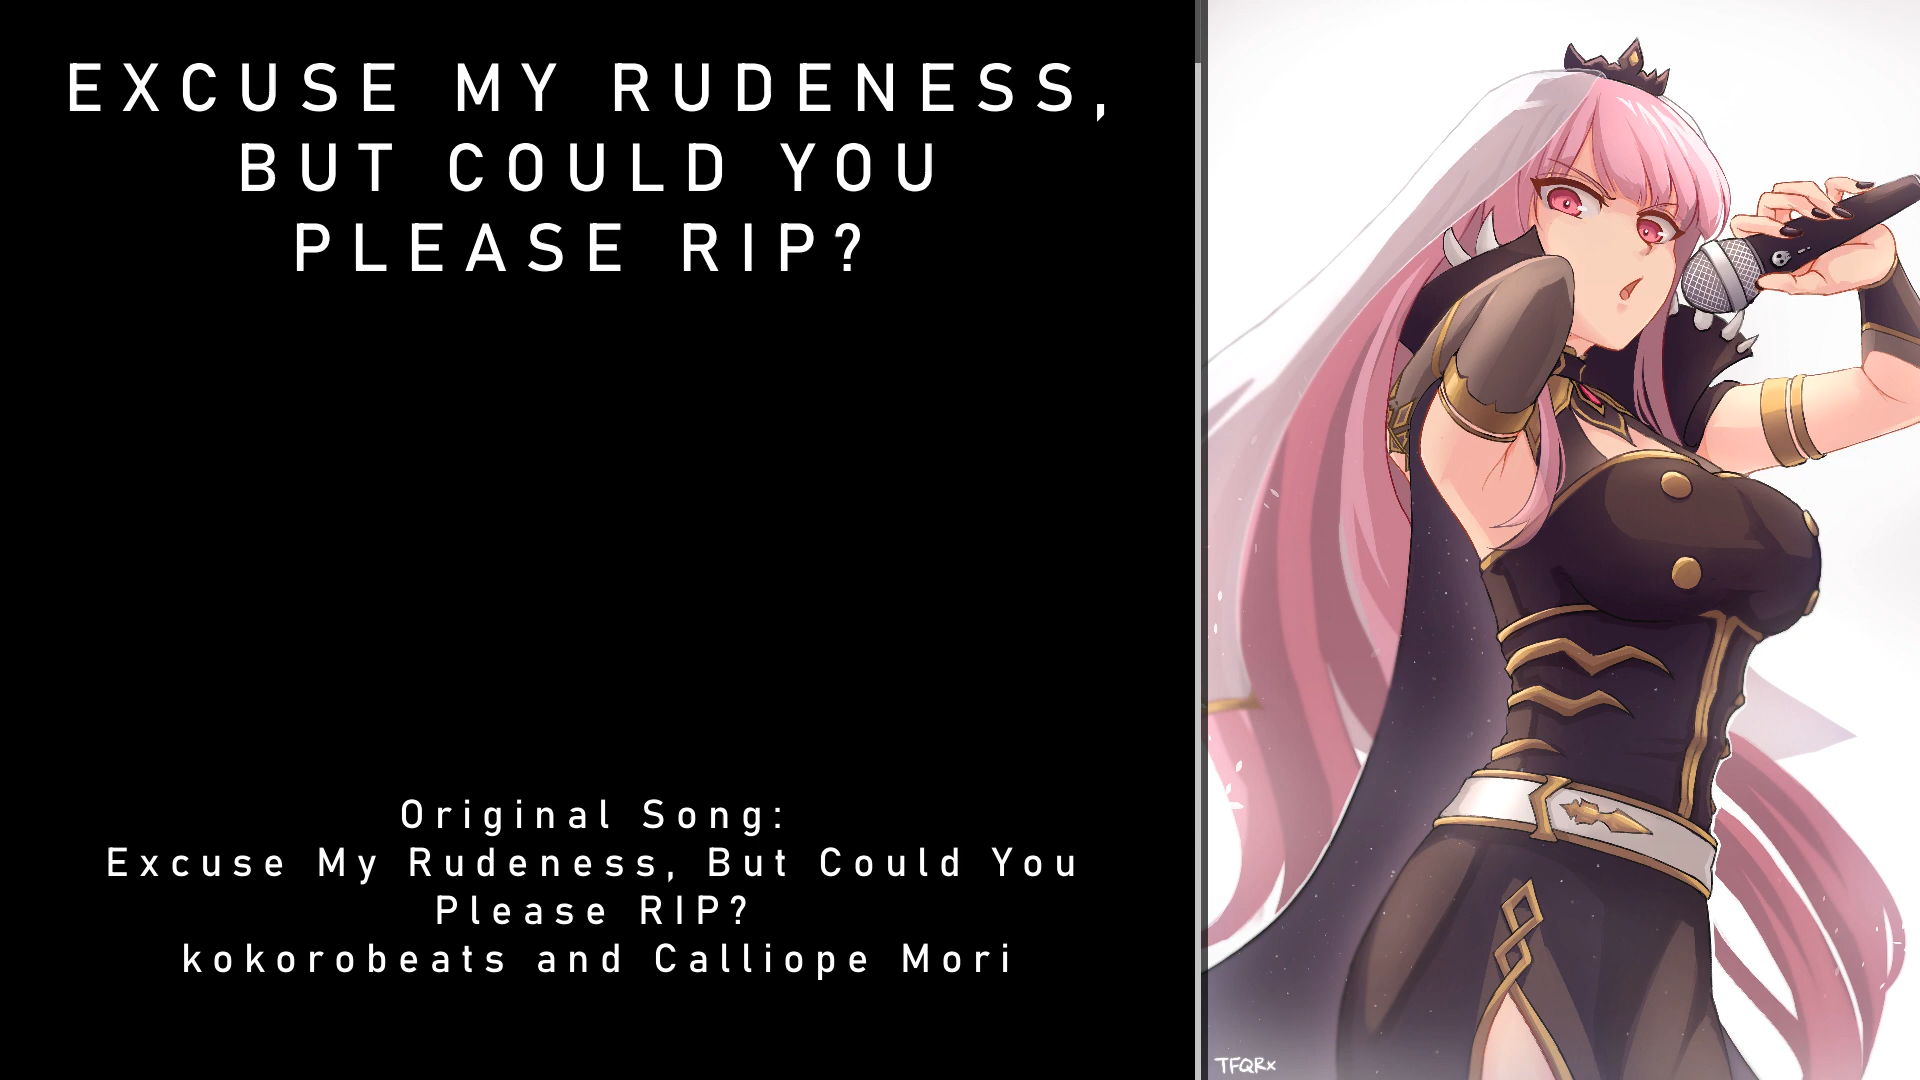 EXCUSE MY RUDENESS,
BUT COULD YOU
PLEASE RIP?
Original Song:
Excuse My Rudeness, But Could You
Please RIP?
kokorobeats and Calliope Mori
TFQRx